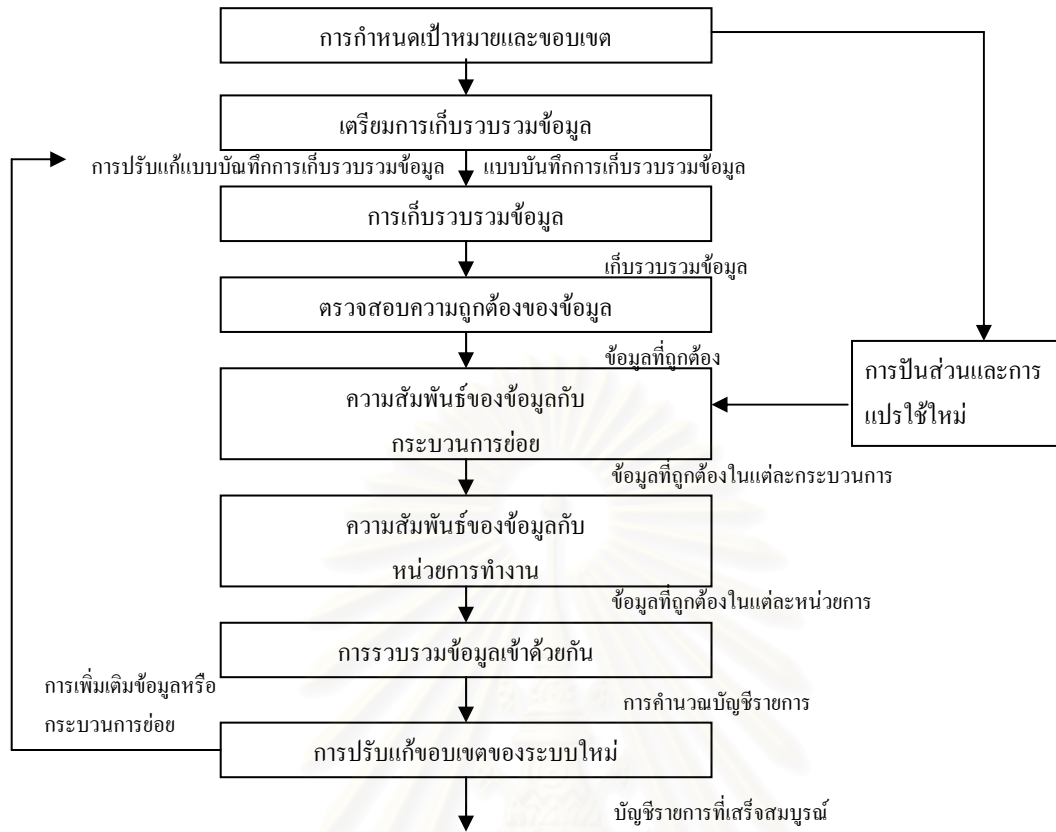 การกำหนดเป้าหมายและขอบเขต
เตรียมการเก็บรวบรวมข้อมูล
การปรับแก้แบบบัณทึกการเก็บรวบรวมข้อมูล
แบบบันทึกการเก็บรวบรวมข้อมูล
การเก็บรวบรวมข้อมูล
เก็บรวบรวมข้อมูล
ตรวจสอบความถูกต้องของข้อมูล
ข้อมูลที่ถูกต้อง
การปันส่วนและการ
แปรใช้ใหม่
ความสัมพันธ์ของข้อมูลกับ
กระบวนการย่อย
ข้อมูลที่ถูกต้องในแต่ละกระบวนการ
ความสัมพันธ์ของข้อมูลกับ
หน่วยการทำงาน
ข้อมูลที่ถูกต้องในแต่ละหน่วยการ
การรวบรวมข้อมูลเข้าด้วยกัน
การเพิ่มเติมข้อมูลหรือ
กระบวนการย่อย
การคำนวณบัญชีรายการ
การปรับแก้ขอบเขตของระบบใหม่
บัญชีรายการที่เสร็จสมบูรณ์